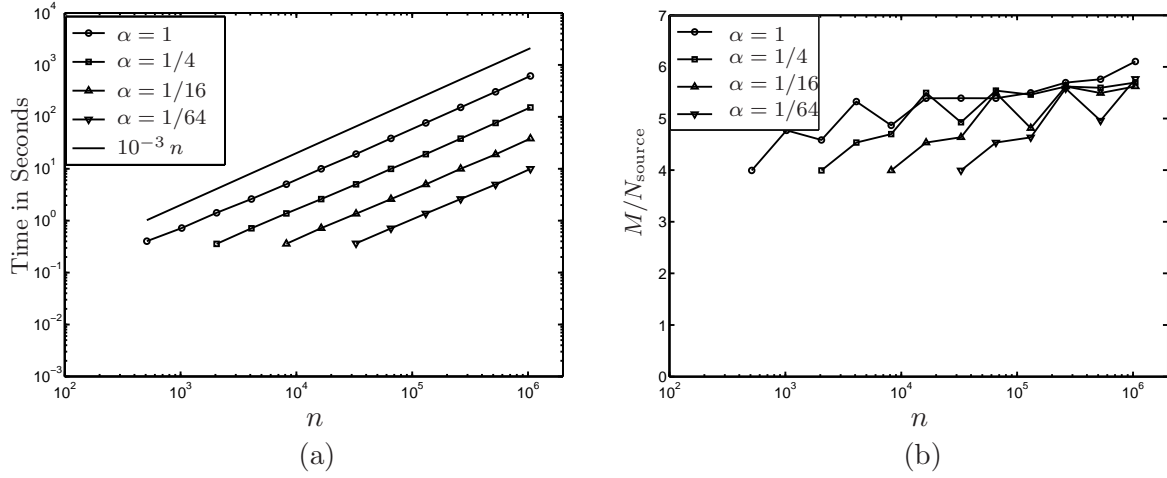 10^4
10^3
10^2
10^1
10^0
10^{-1}
10^{-2}
10^{-3}
Time in Seconds
α = 1
α = 1/4
α = 1/16
α = 1/64
10^{-3} n
10^2
10^3
10^4
10^5
10^6
n
(a)
7
6
5
4
3
2
1
0
M/N_source
α = 1
α = 1/4
α = 1/16
α = 1/64
10^2
10^3
10^4
10^5
10^6
n
(b)